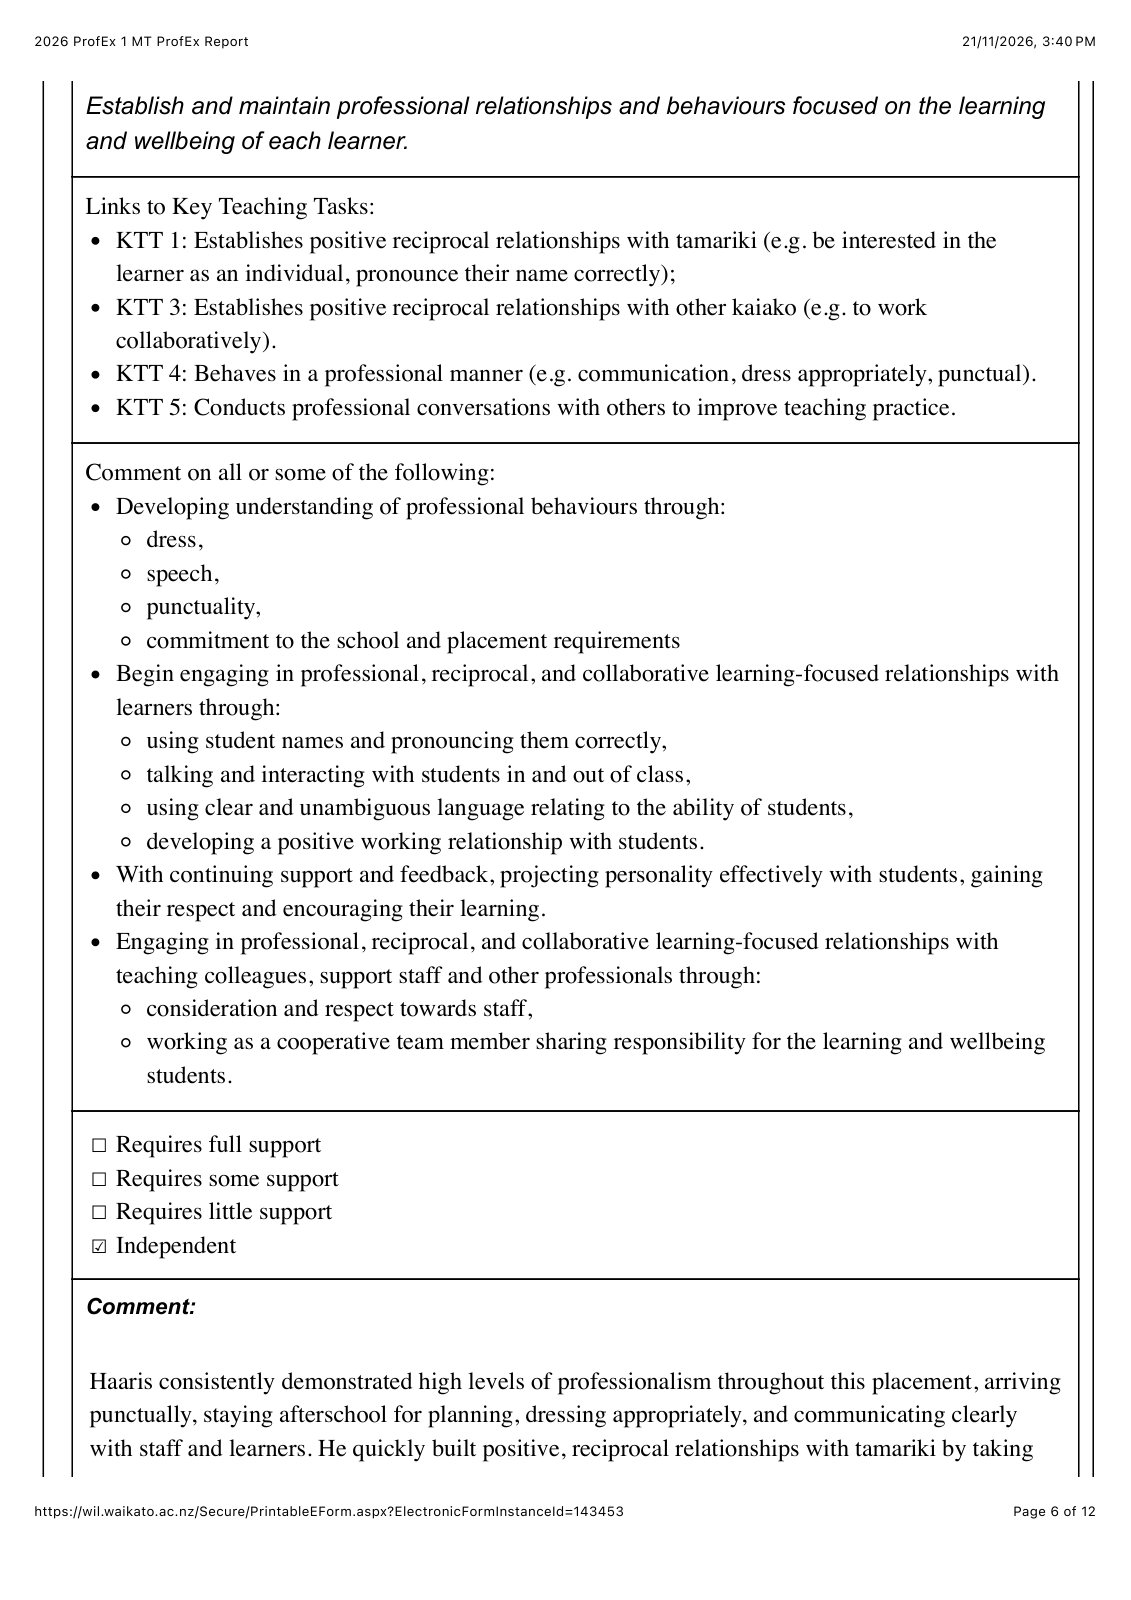 2026 ProfEx 1 MT ProfEx Report
21/11/2026, 3:40 PM
Establish and maintain professional relationships and behaviours focused on the learning
and wellbeing of each learner.
Links to Key Teaching Tasks:
• KTT 1: Establishes positive reciprocal relationships with tamariki (e.g. be interested in the
learner as an individual, pronounce their name correctly);
• KTT 3: Establishes positive reciprocal relationships with other kaiako (e.g. to work
collaboratively).
• KTT 4: Behaves in a professional manner (e.g. communication, dress appropriately, punctual).
• KTT 5: Conducts professional conversations with others to improve teaching practice.
Comment on all or some of the following:
• Developing understanding of professional behaviours through:
○ dress,
○ speech,
○ punctuality,
○ commitment to the school and placement requirements
• Begin engaging in professional, reciprocal, and collaborative learning-focused relationships with
learners through:
○ using student names and pronouncing them correctly,
○ talking and interacting with students in and out of class,
○ using clear and unambiguous language relating to the ability of students,
○ developing a positive working relationship with students.
• With continuing support and feedback, projecting personality effectively with students, gaining
their respect and encouraging their learning.
• Engaging in professional, reciprocal, and collaborative learning-focused relationships with
teaching colleagues, support staff and other professionals through:
○ consideration and respect towards staff,
○ working as a cooperative team member sharing responsibility for the learning and wellbeing
students.
☐ Requires full support
☐ Requires some support
☐ Requires little support
☑ Independent
Comment:
Haaris consistently demonstrated high levels of professionalism throughout this placement, arriving
punctually, staying afterschool for planning, dressing appropriately, and communicating clearly
with staff and learners. He quickly built positive, reciprocal relationships with tamariki by taking
https://wil.waikato.ac.nz/Secure/PrintableEForm.aspx?ElectronicFormInstanceId=143453
Page 6 of 12